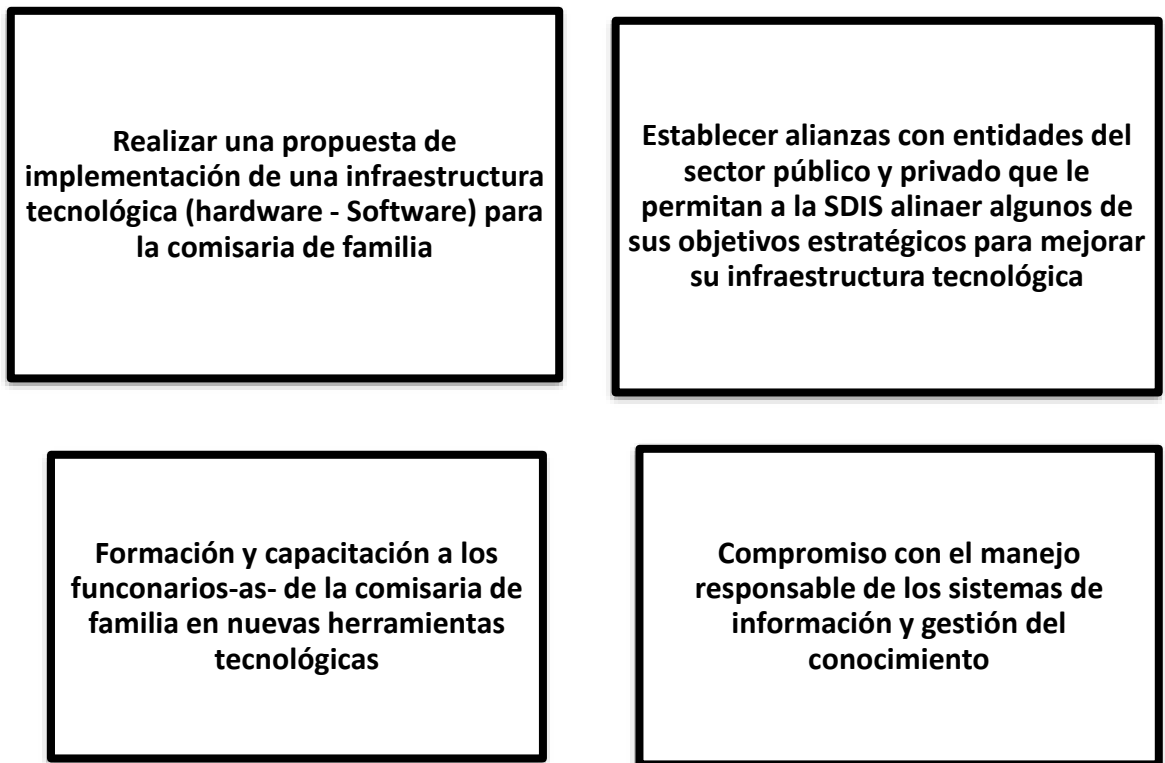 Realizar una propuesta de
implementación de una infraestructura
tecnológica (hardware - Software) para
la comisaria de familia
Establecer alianzas con entidades del
sector público y privado que le
permitan a la SDIS alinaer algunos de
sus objetivos estratégicos para mejorar
su infraestructura tecnológica
Formación y capacitación a los
funconarios-as- de la comisaria de
familia en nuevas herramientas
tecnológicas
Compromiso con el manejo
responsable de los sistemas de
información y gestión del
conocimiento